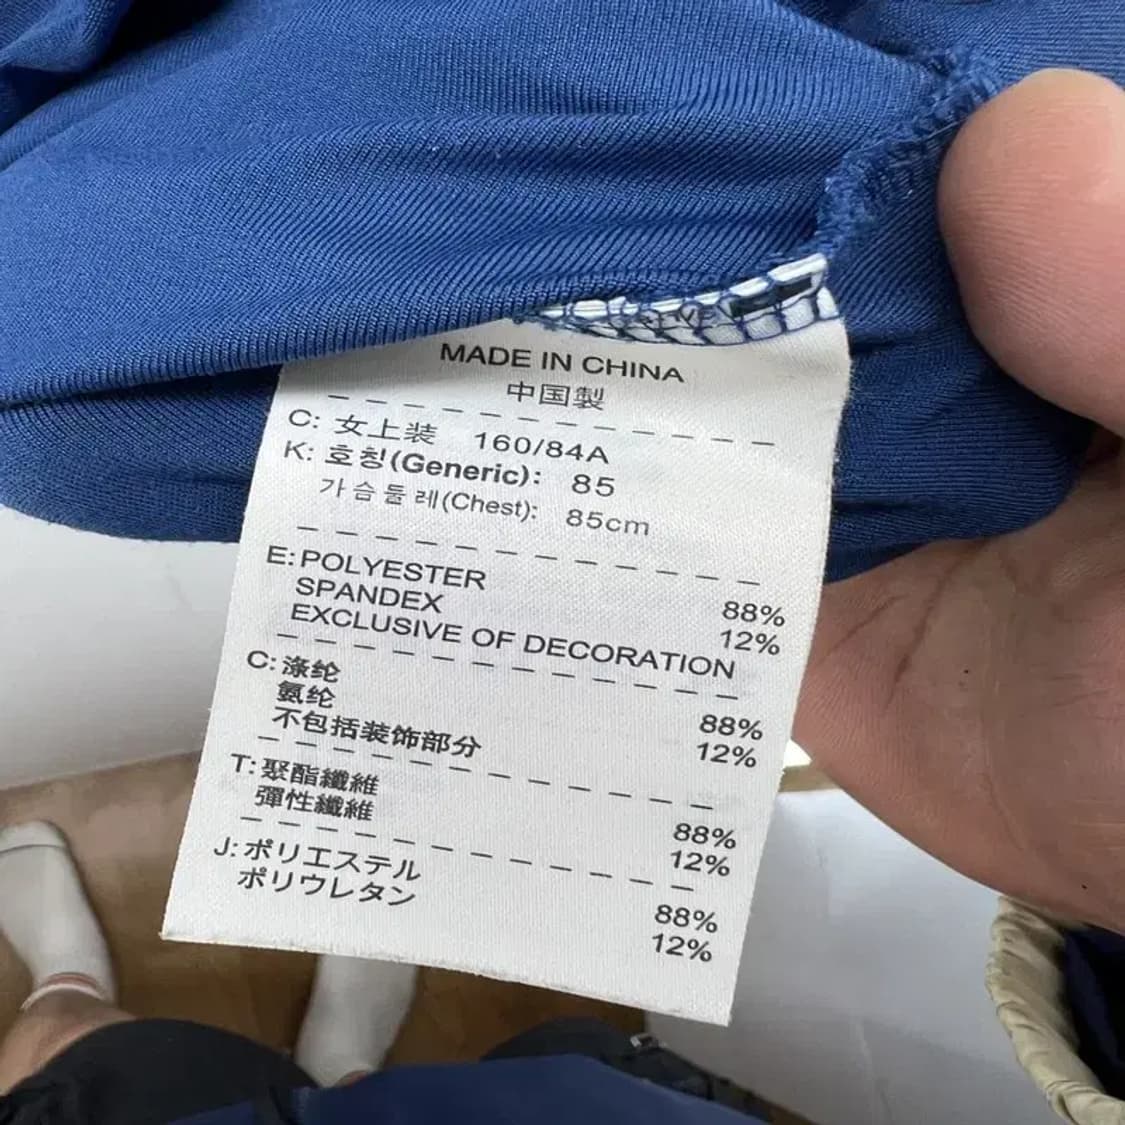 MADE IN CHINA
中国製
C: 女上装 160/84A
K: 호칭(Generic): 85
가슴둘레(Chest): 85cm
E: POLYESTER 88%
SPANDEX 12%
EXCLUSIVE OF DECORATION
C: 涤纶 88%
氨纶 12%
不包括装饰部分
T: 聚酯纖維 88%
彈性纖維 12%
J: ポリエステル 88%
ポリウレタン 12%